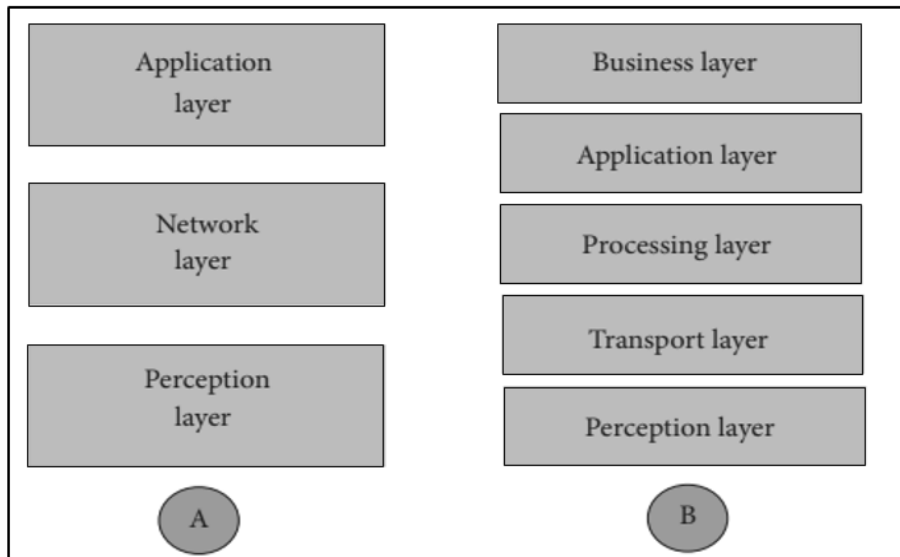 Application
layer
Network
layer
Perception
layer
A
Business layer
Application layer
Processing layer
Transport layer
Perception layer
B